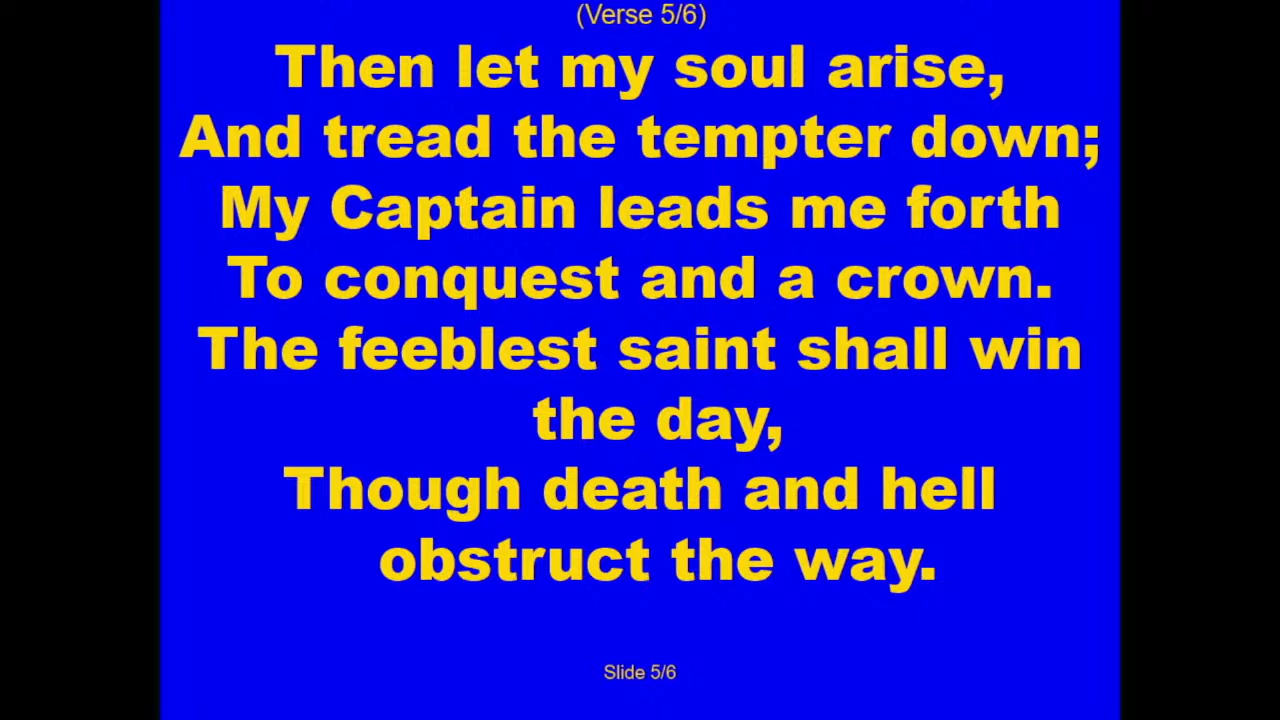 (Verse 5/6)
Then let my soul arise,
And tread the tempter down;
My Captain leads me forth
To conquest and a crown.
The feeblest saint shall win
the day,
Though death and hell
obstruct the way.
Slide 5/6